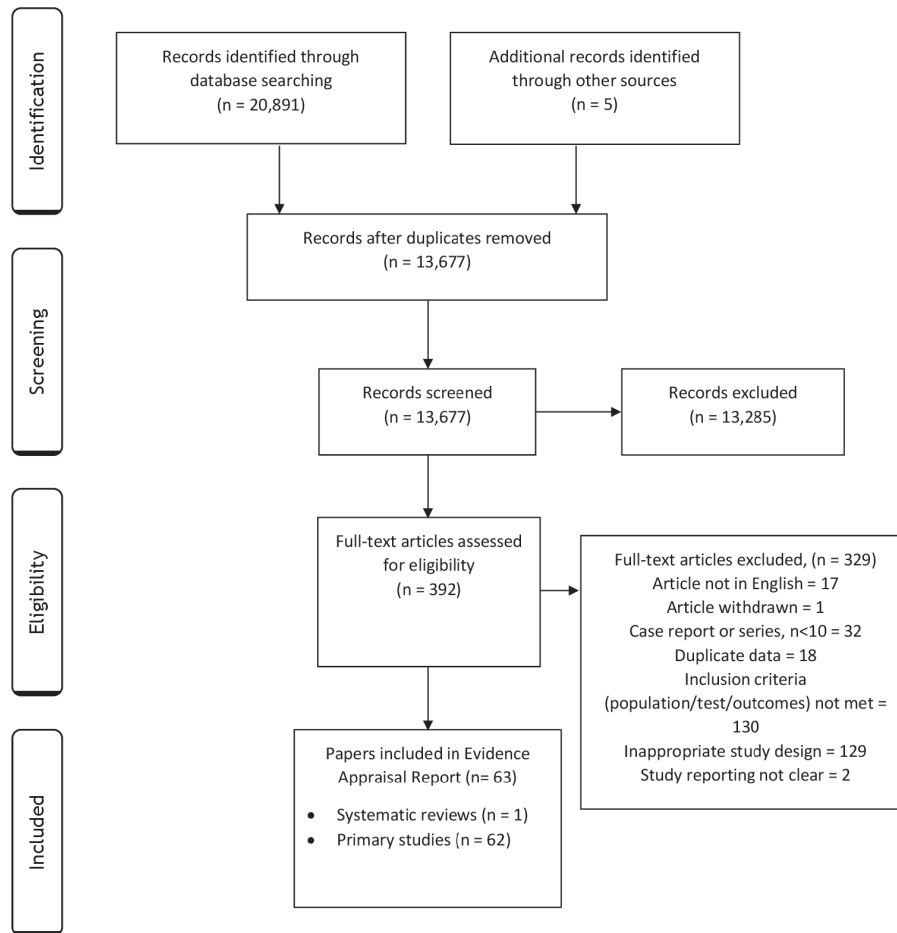 Identification
Records identified through
database searching
(n = 20,891)
Additional records identified
through other sources
(n = 5)
Records after duplicates removed
(n = 13,677)
Screening
Records screened
(n = 13,677)
Records excluded
(n = 13,285)
Eligibility
Full-text articles assessed
for eligibility
(n = 392)
Full-text articles excluded, (n = 329)
Article not in English = 17
Article withdrawn = 1
Case report or series, n<10 = 32
Duplicate data = 18
Inclusion criteria
(population/test/outcomes) not met =
130
Inappropriate study design = 129
Study reporting not clear = 2
Included
Papers included in Evidence
Appraisal Report (n= 63)
• Systematic reviews (n = 1)
• Primary studies (n = 62)